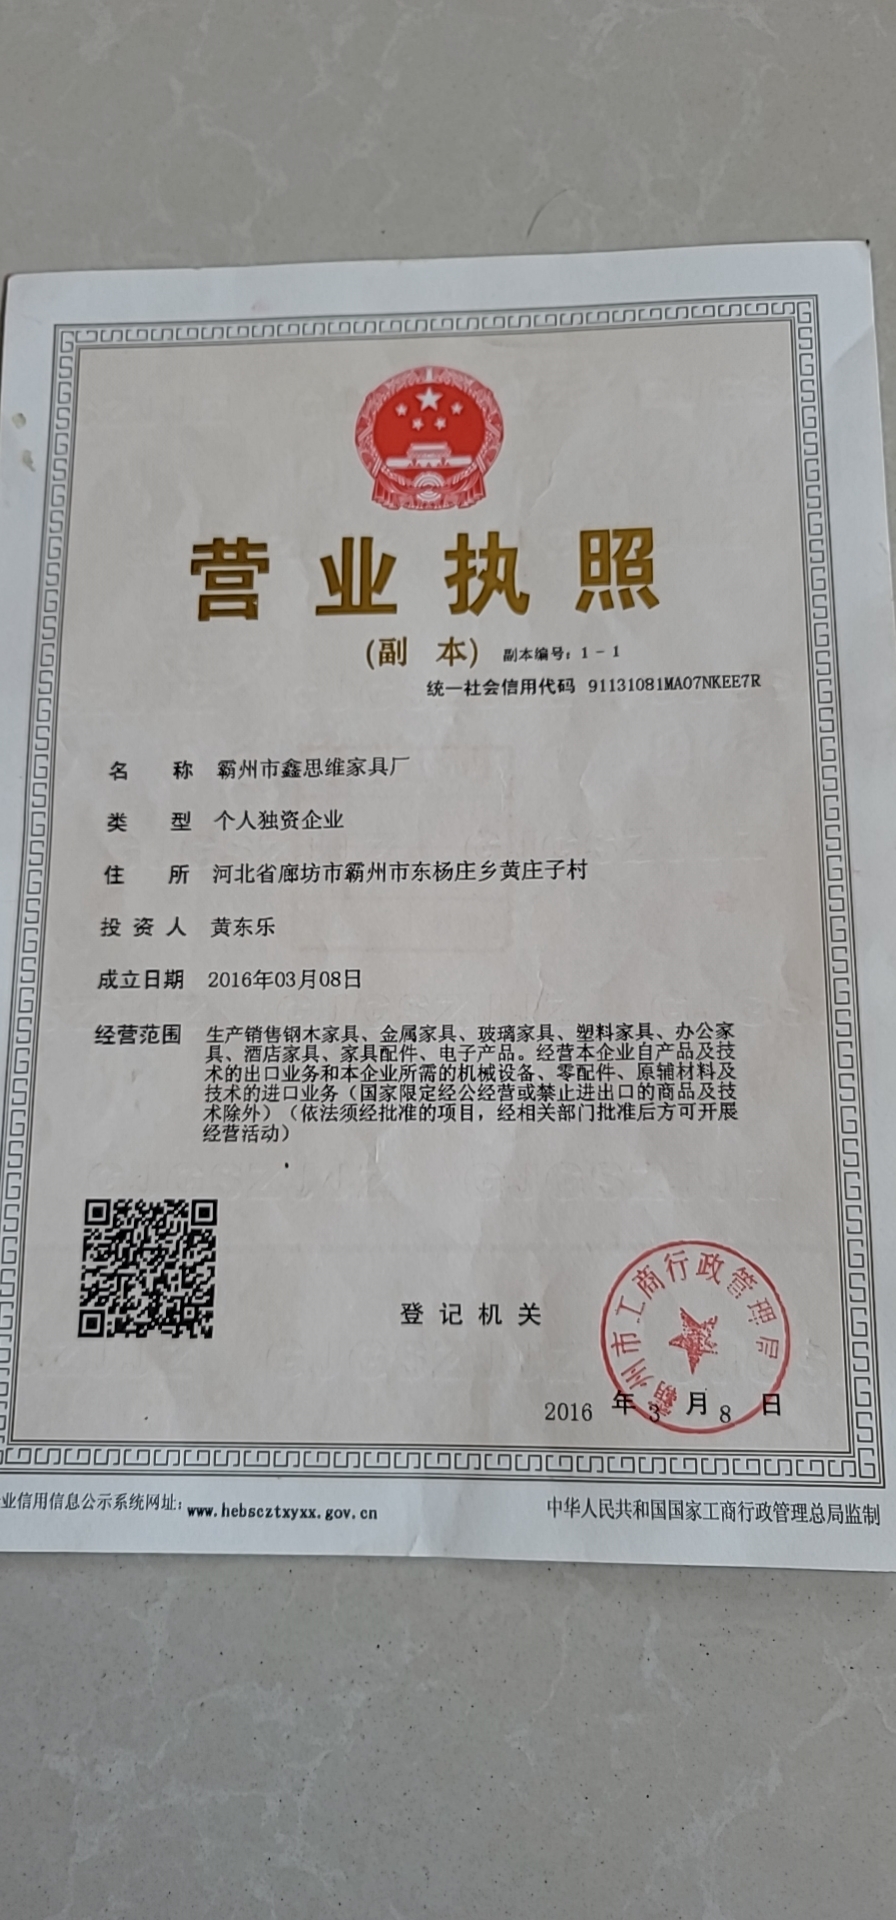 营业执照
(副 本) 副本编号：1－1
统一社会信用代码 91131081MA07NKEE7R
名 称 霸州市鑫思维家具厂
类 型 个人独资企业
住 所 河北省廊坊市霸州市东杨庄乡黄庄子村
投 资 人 黄东乐
成立日期 2016年03月08日
经营范围 生产销售钢木家具、金属家具、玻璃家具、塑料家具、办公家
具、酒店家具、家具配件、电子产品。经营本企业自产品及技
术的出口业务和本企业所需的机械设备、零配件、原辅材料及
技术的进口业务（国家限定经公经营或禁止进出口的商品及技
术除外）（依法须经批准的项目，经相关部门批准后方可开展
经营活动）
登 记 机 关
霸州市工商行政管理局
2016 年 3 月 8 日
业信用信息公示系统网址：www.hebscztxyxx.gov.cn
中华人民共和国国家工商行政管理总局监制